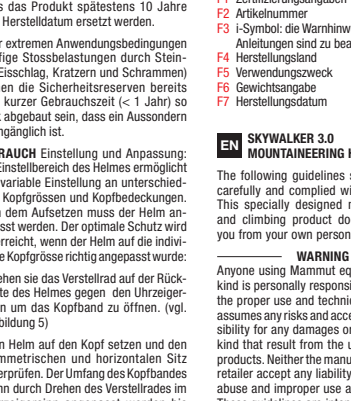 das Produkt spätestens 10 Jahre
Herstelldatum ersetzt werden.
extremen Anwendungsbedingungen
fige Stossbelastungen durch Stein-
Eisschlag, Kratzern und Schrammen)
en die Sicherheitsreserven bereits
kurzer Gebrauchszeit (< 1 Jahr) so
abgebaut sein, dass ein Aussondern
ngänglich ist.
RAUCH Einstellung und Anpassung:
Einstellbereich des Helmes ermöglicht
variable Einstellung an unterschied-
Kopfgrössen und Kopfbedeckungen.
dem Aufsetzen muss der Helm an-
sst werden. Der optimale Schutz wird
erreicht, wenn der Helm auf die indivi-
Kopfgrösse richtig angepasst wurde:
ehen sie das Verstellrad auf der Rück-
te des Helmes gegen den Uhrzeiger-
n um das Kopfband zu öffnen. (vgl.
bildung 5)
n Helm auf den Kopf setzen und den
mmetrischen und horizontalen Sitz
erprüfen. Der Umfang des Kopfbandes
nn durch Drehen des Verstellrades im
F2 Artikelnummer
F3 i-Symbol: die Warnhinw
Anleitungen sind zu bea
F4 Herstellungsland
F5 Verwendungszweck
F6 Gewichtsangabe
F7 Herstellungsdatum
EN SKYWALKER 3.0
MOUNTAINEERING H
The following guidelines s
carefully and complied wi
This specially designed m
and climbing product do
you from your own person
WARNING
Anyone using Mammut eq
kind is personally responsi
the proper use and techni
assumes any risks and acce
sibility for any damages or
kind that result from the u
products. Neither the manu
retailer accept any liability
abuse and improper use a